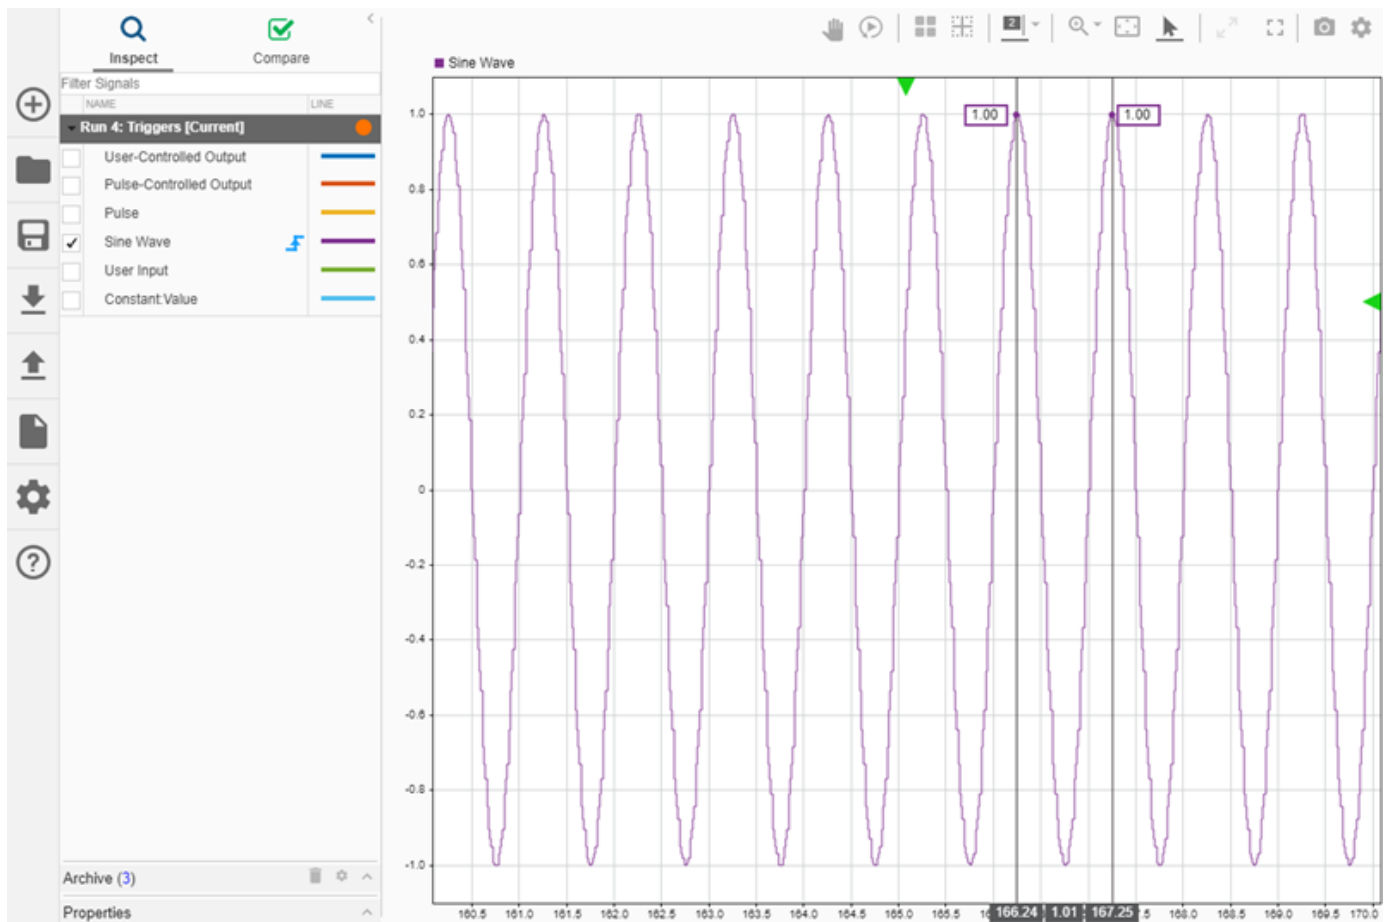 Inspect
Compare
Filter Signals
NAME
LINE
Run 4: Triggers [Current]
User-Controlled Output
Pulse-Controlled Output
Pulse
Sine Wave
User Input
Constant:Value
Archive (3)
Properties
2
Sine Wave
1.00
1.00
1.0
0.8
0.6
0.4
0.2
0
-0.2
-0.4
-0.6
-0.8
-1.0
160.5 161.0 161.5 162.0 162.5 163.0 163.5 164.0 164.5 165.0 165.5 166.24 1.01 167.25 168.0 168.5 169.0 169.5 170.0